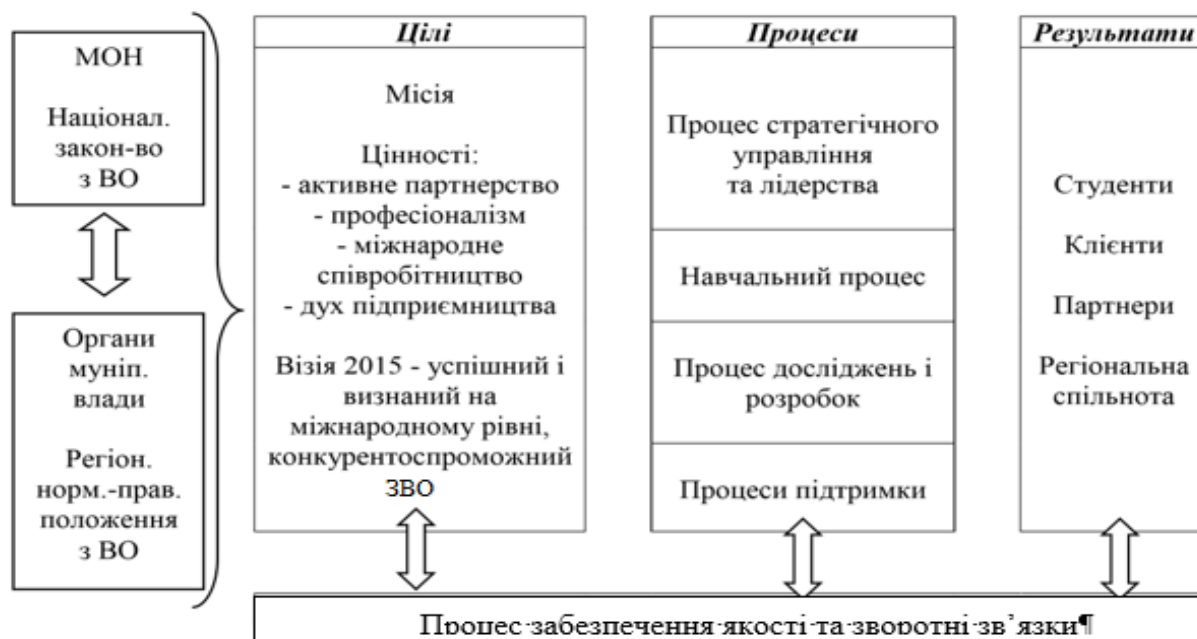 МОН
Націонал.
закон-во
з ВО
Органи
муніп.
влади
Регіон.
норм.-прав.
положення
з ВО
Цілі
Місія
Цінності:
- активне партнерство
- професіоналізм
- міжнародне
співробітництво
- дух підприємництва
Візія 2015 - успішний і
визнаний на
міжнародному рівні,
конкурентоспроможний
ЗВО
Процеси
Процес стратегічного
управління
та лідерства
Навчальний процес
Процес досліджень і
розробок
Процеси підтримки
Результати
Студенти
Клієнти
Партнери
Регіональна
спільнота
Процес·забезпечення·якості·та·зворотні·зв’язки¶